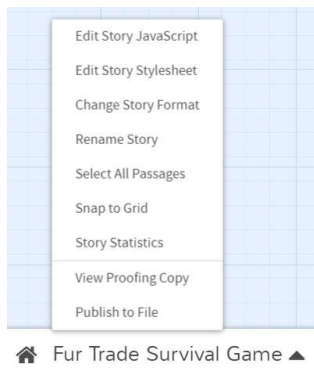 Edit Story JavaScript
Edit Story Stylesheet
Change Story Format
Rename Story
Select All Passages
Snap to Grid
Story Statistics
View Proofing Copy
Publish to File
Fur Trade Survival Game